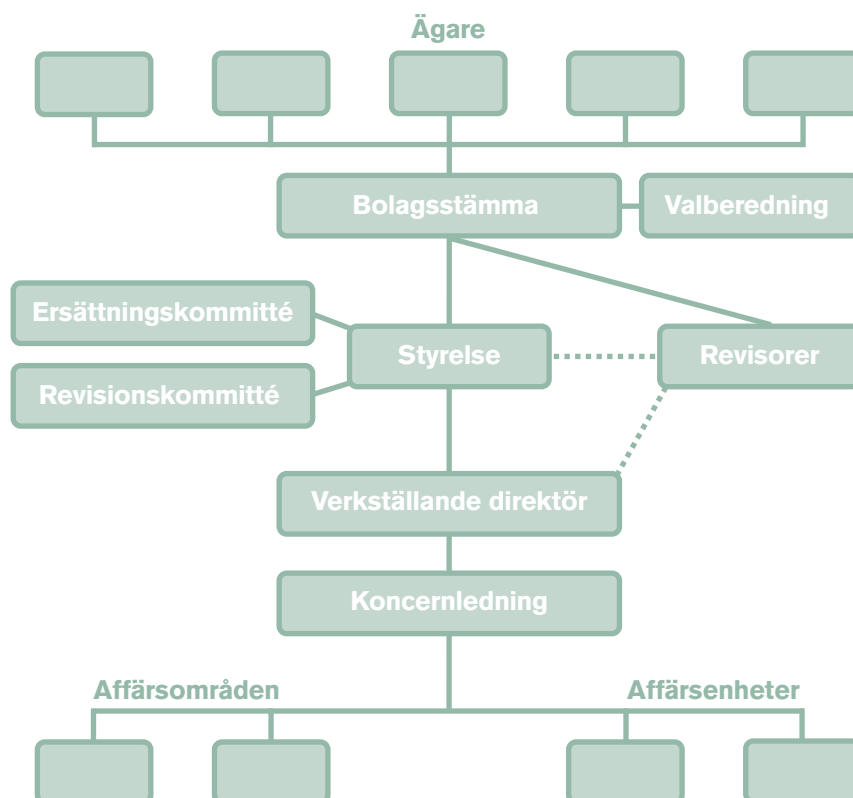 Ägare
Bolagsstämma
Valberedning
Ersättningskommitté
Styrelse
Revisorer
Revisionskommitté
Verkställande direktör
Koncernledning
Affärsområden
Affärsenheter